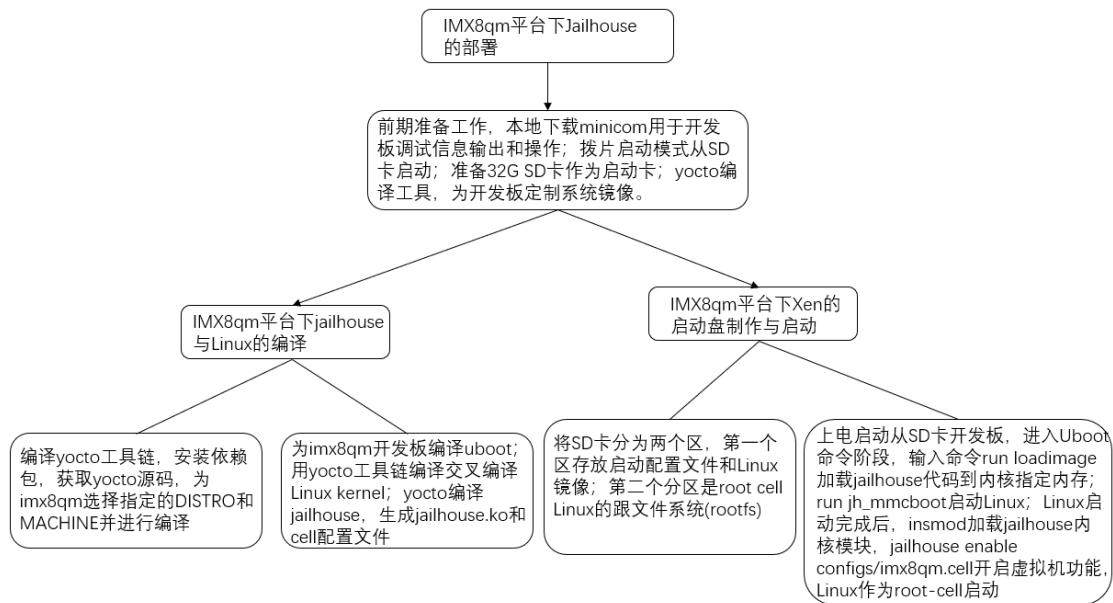 IMX8qm平台下Jailhouse
的部署
前期准备工作，本地下载minicom用于开发
板调试信息输出和操作；拨片启动模式从SD
卡启动；准备32G SD卡作为启动卡；yocto编
译工具，为开发板定制系统镜像。
IMX8qm平台下jailhouse
与Linux的编译
IMX8qm平台下Xen的
启动盘制作与启动
编译yocto工具链，安装依赖
包，获取yocto源码，为
imx8qm选择指定的DISTRO和
MACHINE并进行编译
为imx8qm开发板编译uboot；
用yocto工具链编译交叉编译
Linux kernel；yocto编译
jailhouse，生成jailhouse.ko和
cell配置文件
将SD卡分为两个区，第一个
区存放启动配置文件和Linux
镜像；第二个分区是root cell
Linux的跟文件系统(rootfs)
上电启动从SD卡开发板，进入Uboot
命令阶段，输入命令run loadimage
加载jailhouse代码到内核指定内存；
run jh_mmcboot启动Linux；Linux启
动完成后，insmod加载jailhouse内
核模块，jailhouse enable
configs/imx8qm.cell开启虚拟机功能，
Linux作为root-cell启动